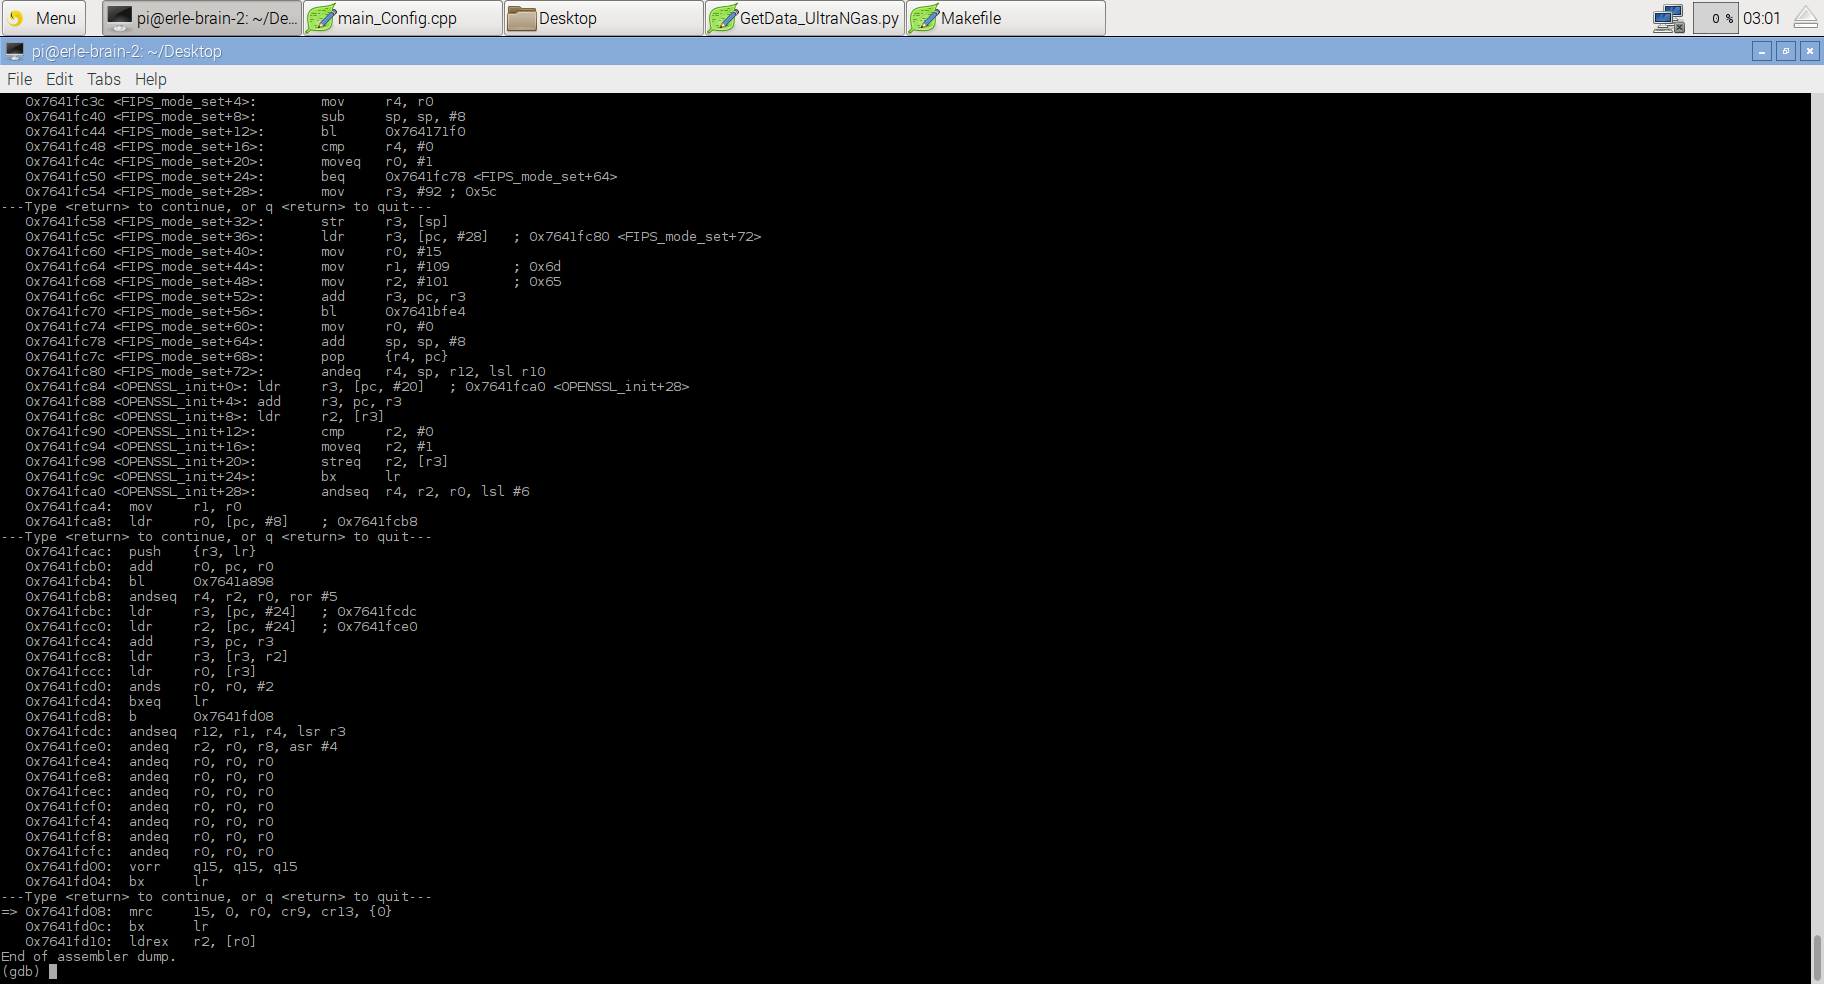 Menu pi@erle-brain-2: ~/De... main_Config.cpp Desktop GetData_UltraNGas.py Makefile 0 % 03:01
pi@erle-brain-2: ~/Desktop
File Edit Tabs Help
0x7641fc3c <FIPS_mode_set+4>: mov r4, r0
0x7641fc40 <FIPS_mode_set+8>: sub sp, sp, #8
0x7641fc44 <FIPS_mode_set+12>: bl 0x764171f0
0x7641fc48 <FIPS_mode_set+16>: cmp r4, #0
0x7641fc4c <FIPS_mode_set+20>: moveq r0, #1
0x7641fc50 <FIPS_mode_set+24>: beq 0x7641fc78 <FIPS_mode_set+64>
0x7641fc54 <FIPS_mode_set+28>: mov r3, #92 ; 0x5c
---Type <return> to continue, or q <return> to quit---
0x7641fc58 <FIPS_mode_set+32>: str r3, [sp]
0x7641fc5c <FIPS_mode_set+36>: ldr r3, [pc, #28] ; 0x7641fc80 <FIPS_mode_set+72>
0x7641fc60 <FIPS_mode_set+40>: mov r0, #15
0x7641fc64 <FIPS_mode_set+44>: mov r1, #109 ; 0x6d
0x7641fc68 <FIPS_mode_set+48>: mov r2, #101 ; 0x65
0x7641fc6c <FIPS_mode_set+52>: add r3, pc, r3
0x7641fc70 <FIPS_mode_set+56>: bl 0x7641bfe4
0x7641fc74 <FIPS_mode_set+60>: mov r0, #0
0x7641fc78 <FIPS_mode_set+64>: add sp, sp, #8
0x7641fc7c <FIPS_mode_set+68>: pop {r4, pc}
0x7641fc80 <FIPS_mode_set+72>: andeq r4, sp, r12, lsl r10
0x7641fc84 <OPENSSL_init+0>: ldr r3, [pc, #20] ; 0x7641fca0 <OPENSSL_init+28>
0x7641fc88 <OPENSSL_init+4>: add r3, pc, r3
0x7641fc8c <OPENSSL_init+8>: ldr r2, [r3]
0x7641fc90 <OPENSSL_init+12>: cmp r2, #0
0x7641fc94 <OPENSSL_init+16>: moveq r2, #1
0x7641fc98 <OPENSSL_init+20>: streq r2, [r3]
0x7641fc9c <OPENSSL_init+24>: bx lr
0x7641fca0 <OPENSSL_init+28>: andseq r4, r2, r0, lsl #6
0x7641fca4: mov r1, r0
0x7641fca8: ldr r0, [pc, #8] ; 0x7641fcb8
---Type <return> to continue, or q <return> to quit---
0x7641fcac: push {r3, lr}
0x7641fcb0: add r0, pc, r0
0x7641fcb4: bl 0x7641a898
0x7641fcb8: andseq r4, r2, r0, ror #5
0x7641fcbc: ldr r3, [pc, #24] ; 0x7641fcdc
0x7641fcc0: ldr r2, [pc, #24] ; 0x7641fce0
0x7641fcc4: add r3, pc, r3
0x7641fcc8: ldr r3, [r3, r2]
0x7641fccc: ldr r0, [r3]
0x7641fcd0: ands r0, r0, #2
0x7641fcd4: bxeq lr
0x7641fcd8: b 0x7641fd08
0x7641fcdc: andseq r12, r1, r4, lsr r3
0x7641fce0: andeq r2, r0, r8, asr #4
0x7641fce4: andeq r0, r0, r0
0x7641fce8: andeq r0, r0, r0
0x7641fcec: andeq r0, r0, r0
0x7641fcf0: andeq r0, r0, r0
0x7641fcf4: andeq r0, r0, r0
0x7641fcf8: andeq r0, r0, r0
0x7641fcfc: andeq r0, r0, r0
0x7641fd00: vorr q15, q15, q15
0x7641fd04: bx lr
---Type <return> to continue, or q <return> to quit---
=> 0x7641fd08: mrc 15, 0, r0, cr9, cr13, {0}
0x7641fd0c: bx lr
0x7641fd10: ldrex r2, [r0]
End of assembler dump.
(gdb)